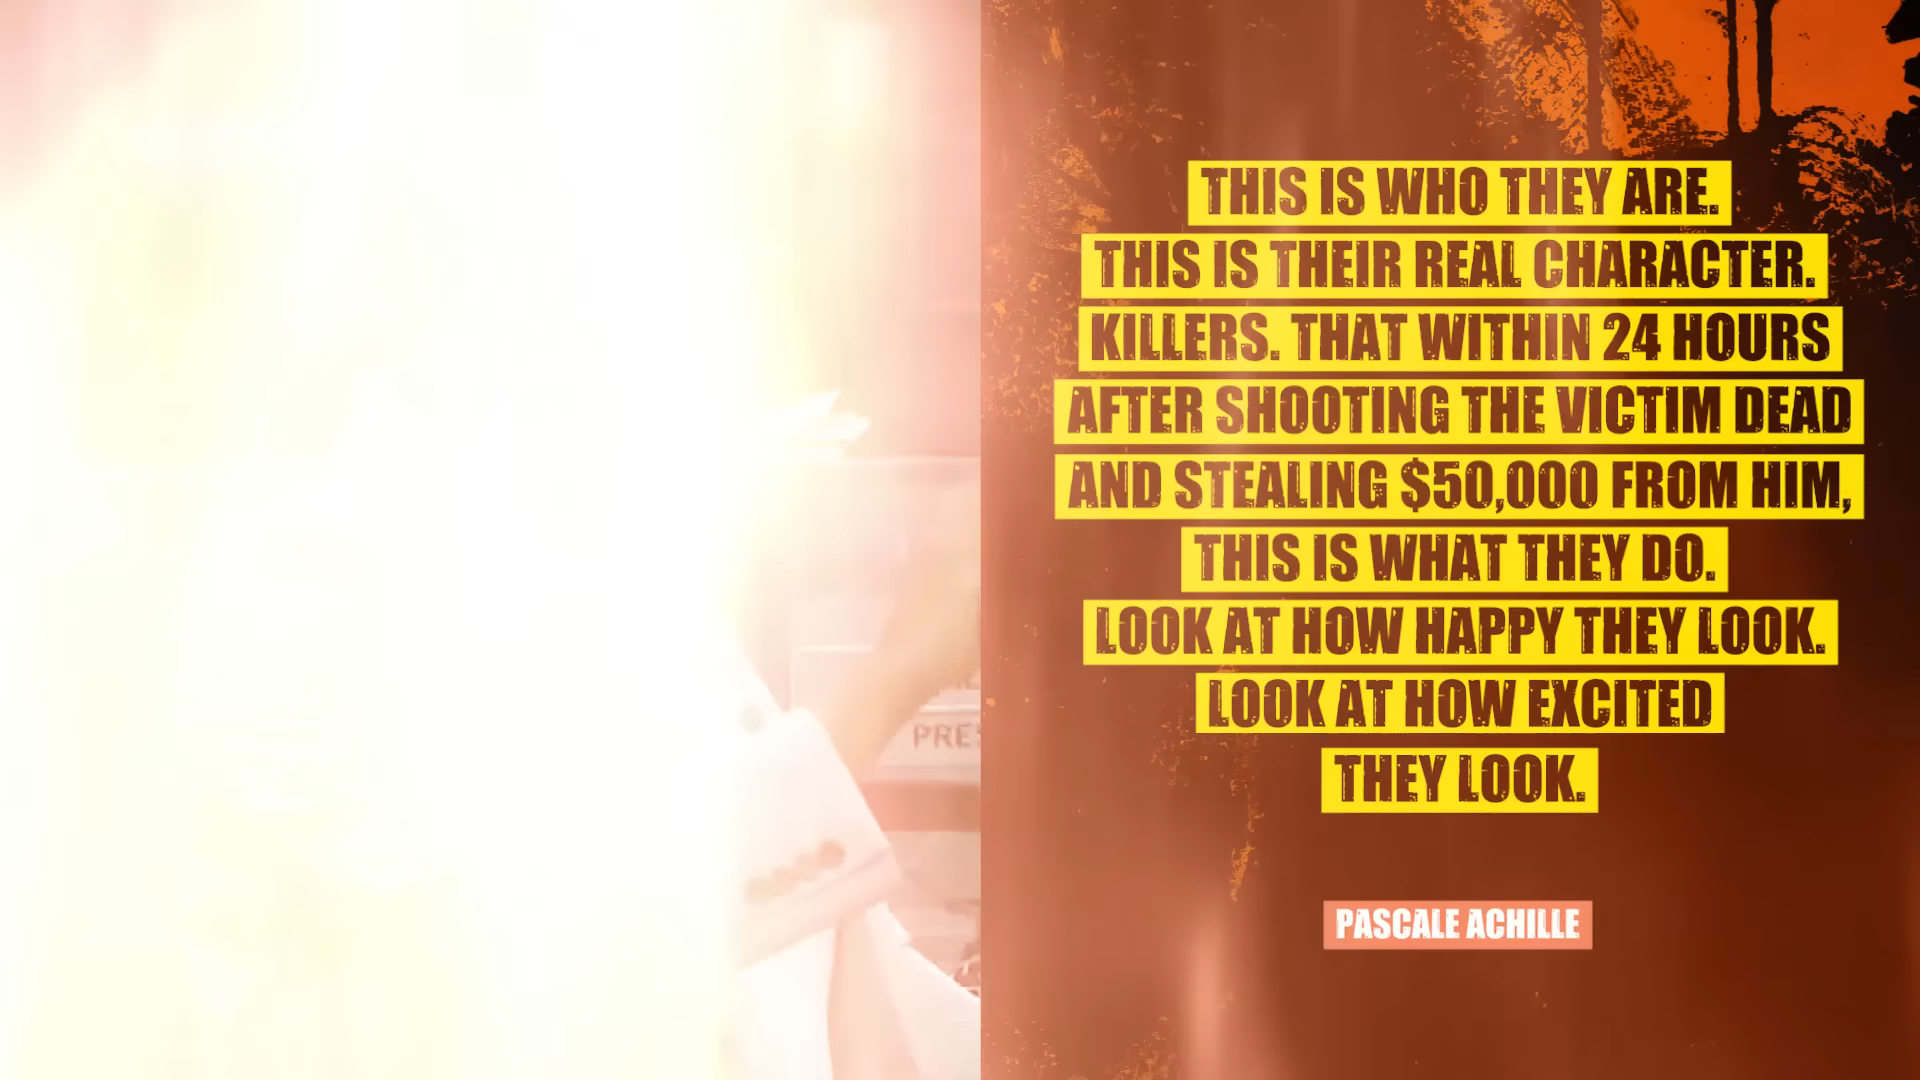 THIS IS WHO THEY ARE.
THIS IS THEIR REAL CHARACTER.
KILLERS. THAT WITHIN 24 HOURS
AFTER SHOOTING THE VICTIM DEAD
AND STEALING $50,000 FROM HIM,
THIS IS WHAT THEY DO.
LOOK AT HOW HAPPY THEY LOOK.
LOOK AT HOW EXCITED
THEY LOOK.
PASCALE ACHILLE